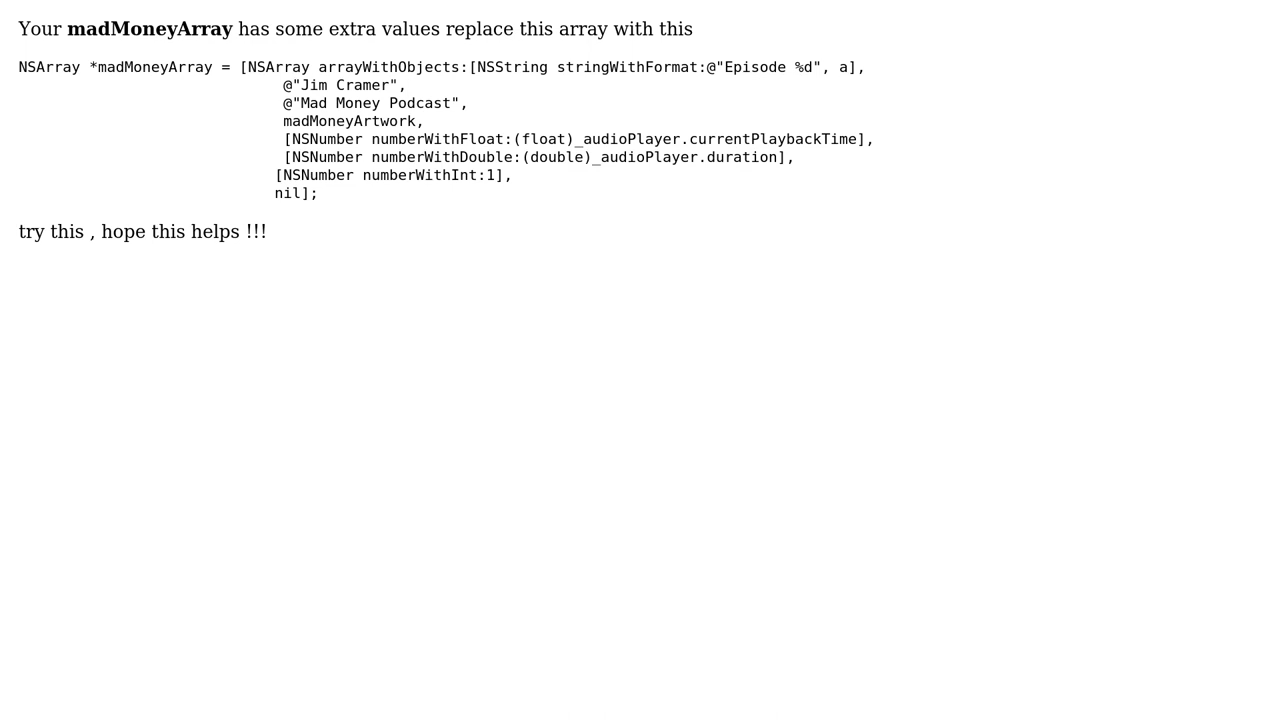 Your madMoneyArray has some extra values replace this array with this
NSArray *madMoneyArray = [NSArray arrayWithObjects:[NSString stringWithFormat:@"Episode %d", a],
@"Jim Cramer",
@"Mad Money Podcast",
madMoneyArtwork,
[NSNumber numberWithFloat:(float)_audioPlayer.currentPlaybackTime],
[NSNumber numberWithDouble:(double)_audioPlayer.duration],
[NSNumber numberWithInt:1],
nil];
try this , hope this helps !!!